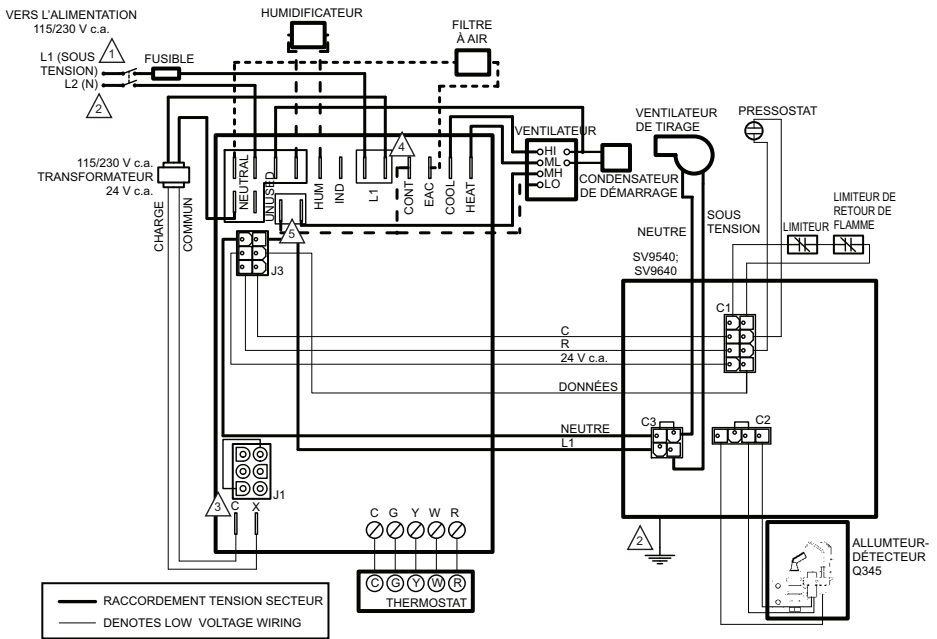 VERS L'ALIMENTATION
115/230 V c.a.
HUMIDIFICATEUR
FILTRE
À AIR
L1 (SOUS
TENSION)
1
FUSIBLE
L2 (N)
2
VENTILATEUR
DE TIRAGE
PRESSOSTAT
VENTILATEUR
HI
ML
MH
LO
CONDENSATEUR
DE DÉMARRAGE
115/230 V c.a.
TRANSFORMATEUR
24 V c.a.
NEUTRAL
UNUSED
HUM
IND
L1
4
CONT
EAC
COOL
HEAT
CHARGE
COMMUN
5
J3
NEUTRE
SOUS
TENSION
LIMITEUR
LIMITEUR DE
RETOUR DE
FLAMME
SV9540;
SV9640
C1
C
R
24 V c.a.
DONNÉES
NEUTRE
L1
C3
C2
J1
3
C X
C G Y W R
C G Y W R
THERMOSTAT
2
ALLUMTEUR-
DÉTECTEUR
Q345
RACCORDEMENT TENSION SECTEUR
DENOTES LOW VOLTAGE WIRING